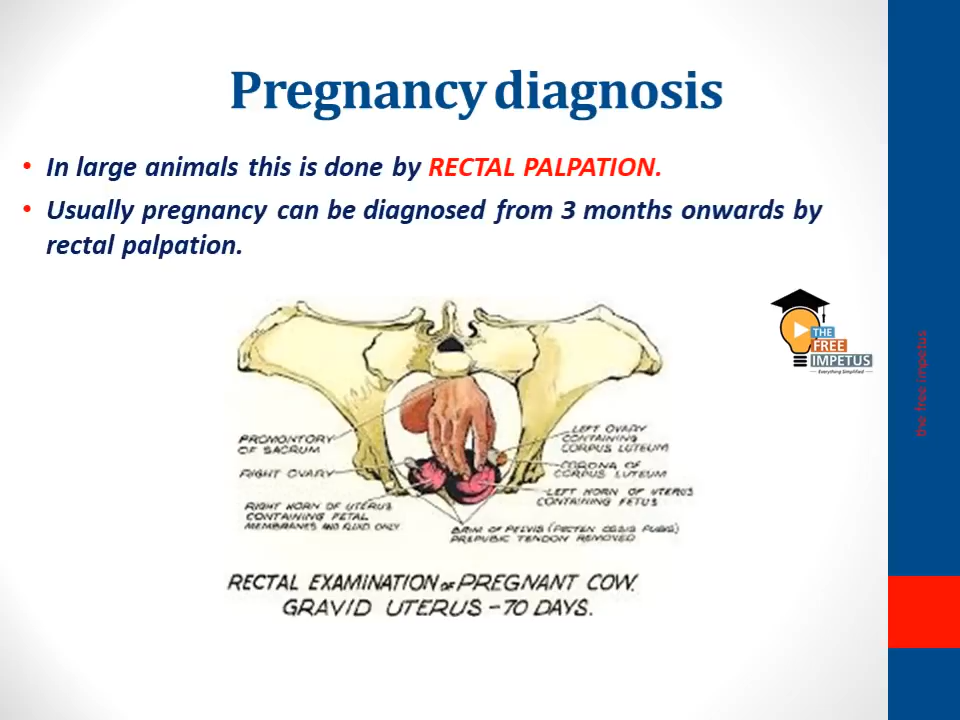 Pregnancy diagnosis
• In large animals this is done by RECTAL PALPATION.
• Usually pregnancy can be diagnosed from 3 months onwards by
rectal palpation.
THE
FREE
IMPETUS
Everything Simplified
the free impetus
PROMONTORY
OF SACRUM
RIGHT OVARY
RIGHT HORN OF UTERUS
CONTAINING FETAL
MEMBRANES AND FLUID ONLY
LEFT OVARY
CONTAINING
CORPUS LUTEUM
CORONA OF
CORPUS LUTEUM
LEFT HORN OF UTERUS
CONTAINING FETUS
BRIM OF PELVIS (PECTEN OSSIS PUBIS)
PREPUBIC TENDON REMOVED
RECTAL EXAMINATION OF PREGNANT COW.
GRAVID UTERUS - 70 DAYS.